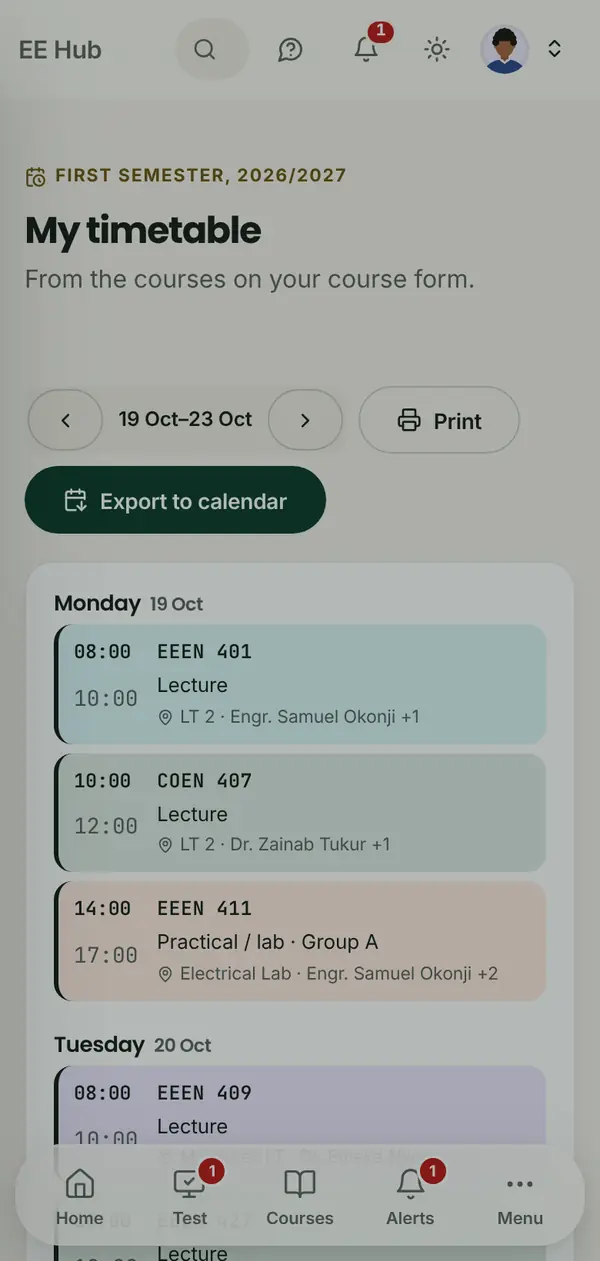 EE Hub
1
FIRST SEMESTER, 2026/2027
My timetable
From the courses on your course form.
19 Oct–23 Oct
Print
Export to calendar
Monday 19 Oct
08:00 EEEN 401
10:00 Lecture
LT 2 · Engr. Samuel Okonji +1
10:00 COEN 407
12:00 Lecture
LT 2 · Dr. Zainab Tukur +1
14:00 EEEN 411
17:00 Practical / lab · Group A
Electrical Lab · Engr. Samuel Okonji +2
Tuesday 20 Oct
08:00 EEEN 409
10:00 Lecture
1 1
Home Test Courses Alerts Menu
Lecture